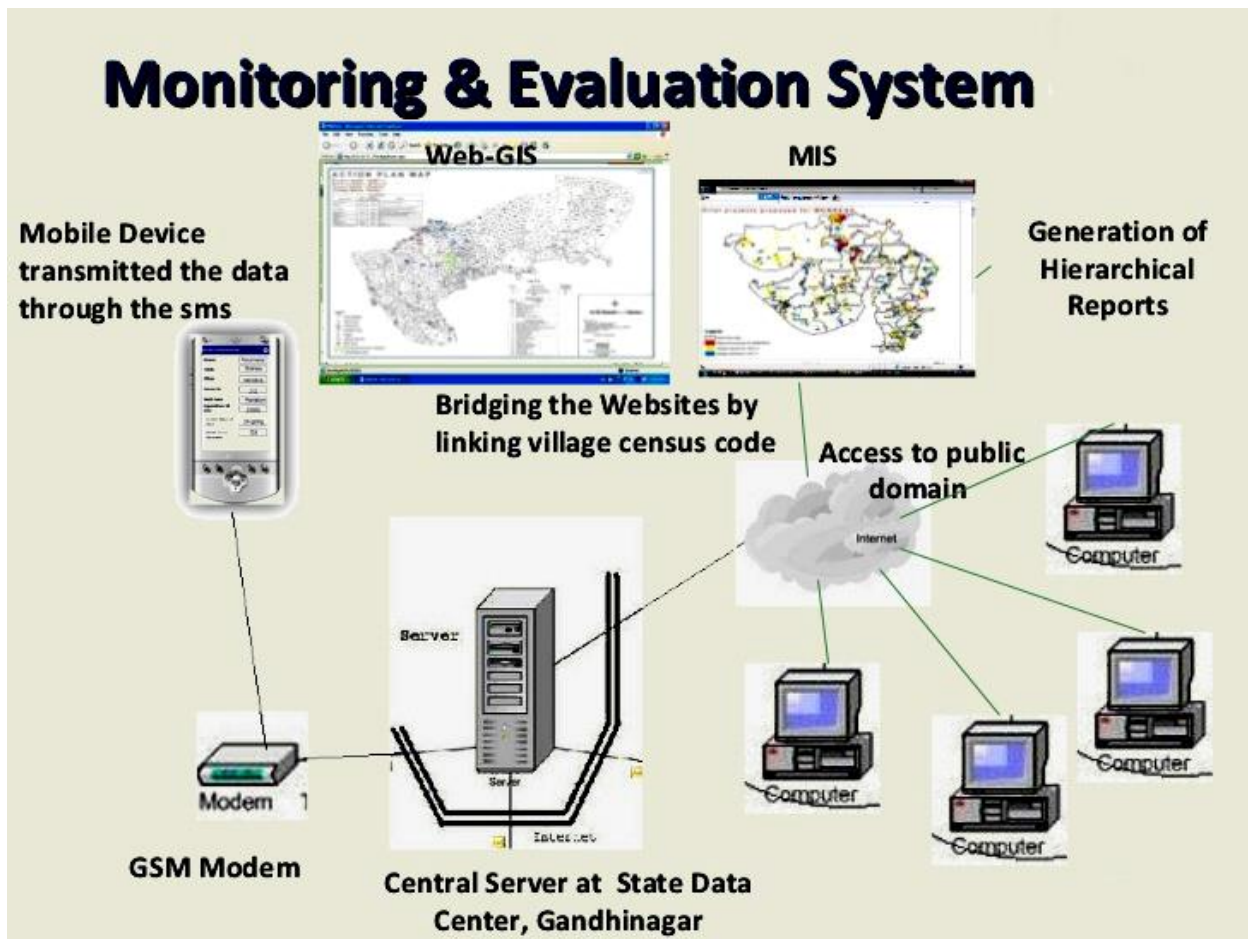 Monitoring & Evaluation System
Web-GIS
MIS
ACTION PLAN MAP
Mobile Device
transmitted the data
through the sms
Generation of
Hierarchical
Reports
Bridging the Websites by
linking village census code
Access to public
domain
Internet
Computer
Server
Server
Internet
Computer
Computer
Computer
Modem
GSM Modem
Central Server at State Data
Center, Gandhinagar